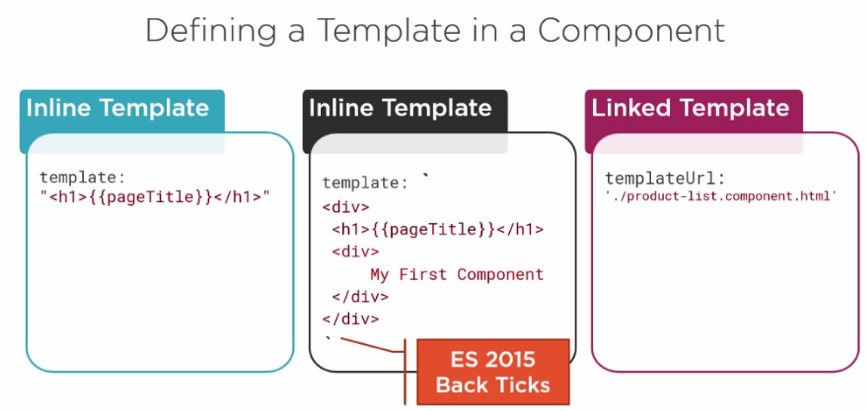 Defining a Template in a Component
Inline Template
template:
"<h1>{{pageTitle}}</h1>"
Inline Template
template: `
<div>
<h1>{{pageTitle}}</h1>
<div>
My First Component
</div>
</div>
`
ES 2015
Back Ticks
Linked Template
templateUrl:
'./product-list.component.html'